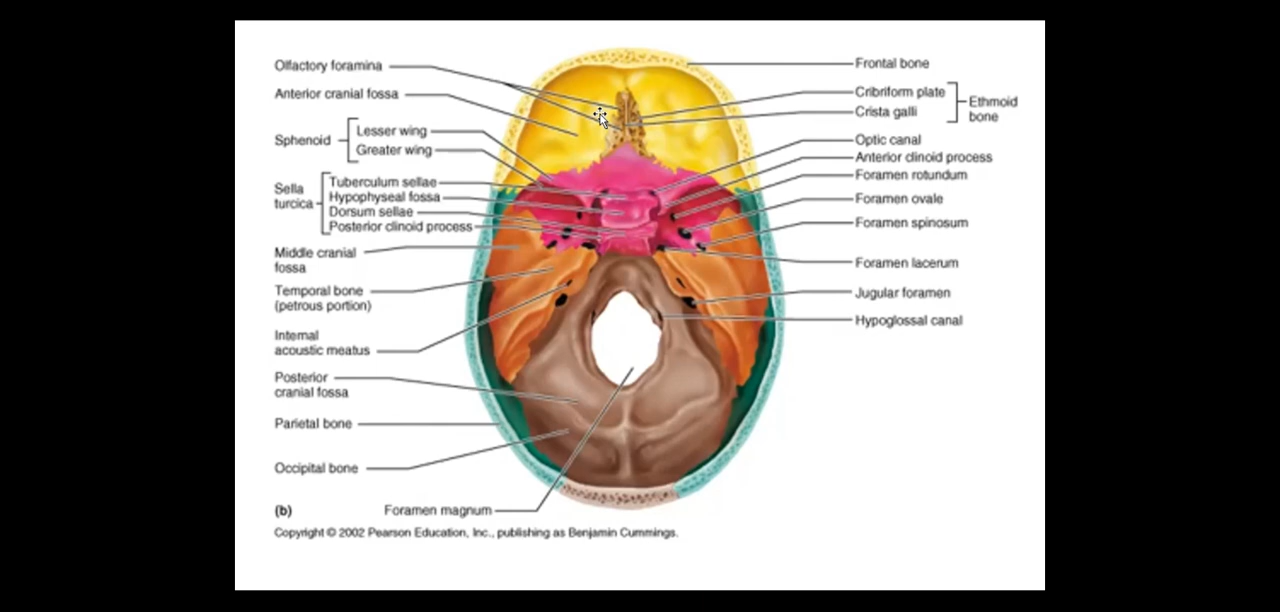 Olfactory foramina
Anterior cranial fossa
Sphenoid
Lesser wing
Greater wing
Sella
turcica
Tuberculum sellae
Hypophyseal fossa
Dorsum sellae
Posterior clinoid process
Middle cranial
fossa
Temporal bone
(petrous portion)
Internal
acoustic meatus
Posterior
cranial fossa
Parietal bone
Occipital bone
(b)
Foramen magnum
Frontal bone
Cribriform plate
Crista galli
Ethmoid
bone
Optic canal
Anterior clinoid process
Foramen rotundum
Foramen ovale
Foramen spinosum
Foramen lacerum
Jugular foramen
Hypoglossal canal
Copyright © 2002 Pearson Education, Inc., publishing as Benjamin Cummings.